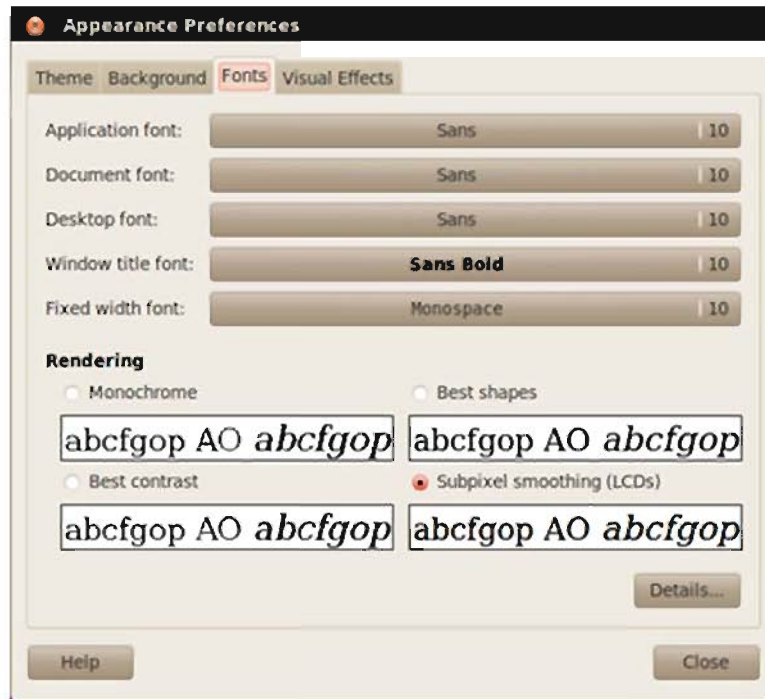 Appearance Preferences
Theme Background Fonts Visual Effects
Application font: Sans 10
Document font: Sans 10
Desktop font: Sans 10
Window title font: Sans Bold 10
Fixed width font: Monospace 10
Rendering
Monochrome Best shapes
abcfgop AO abcfgop abcfgop AO abcfgop
Best contrast Subpixel smoothing (LCDs)
abcfgop AO abcfgop abcfgop AO abcfgop
Details...
Help Close